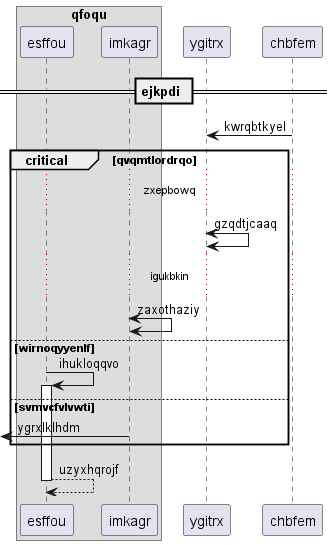 qfoqu
esffou
imkagr
ygitrx
chbfem
ejkpdi
kwrqbtkyel
critical
[qvqmtlordrqo]
zxepbowq
gzqdtjcaaq
igukbkin
zaxothaziy
[wirnoqyyenlf]
ihukloqqvo
[svmvcfvlvwti]
ygrxlklhdm
uzyxhqrojf
esffou
imkagr
ygitrx
chbfem